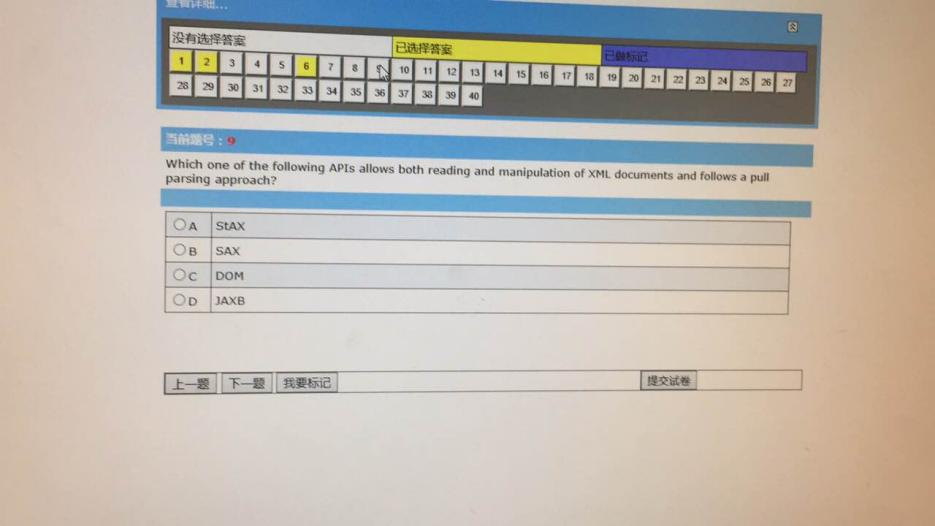 查看详细...
没有选择答案
已选择答案
已做标记
1 2 3 4 5 6 7 8 9 10 11 12 13 14 15 16 17 18 19 20 21 22 23 24 25 26 27
28 29 30 31 32 33 34 35 36 37 38 39 40
当前题号：9
Which one of the following APIs allows both reading and manipulation of XML documents and follows a pull
parsing approach?
A StAX
B SAX
C DOM
D JAXB
上一题 下一题 我要标记 提交试卷